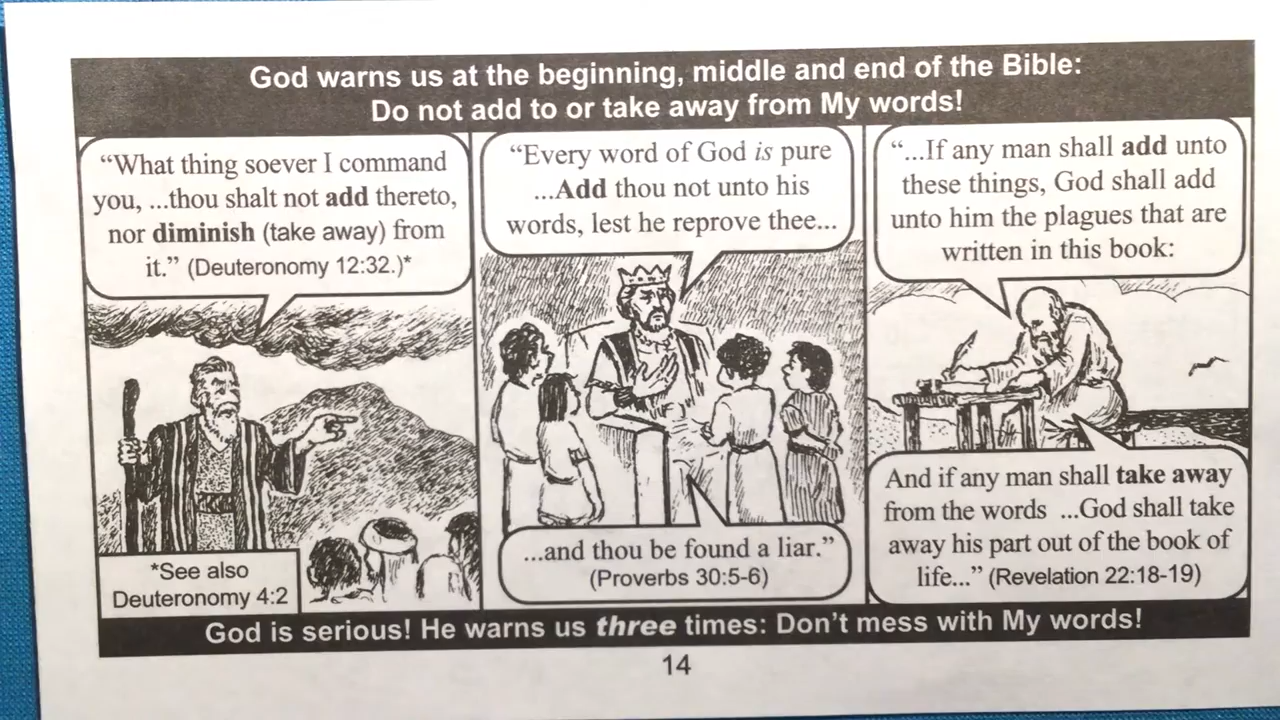 God warns us at the beginning, middle and end of the Bible:
Do not add to or take away from My words!
“What thing soever I command
you, ...thou shalt not add thereto,
nor diminish (take away) from
it.” (Deuteronomy 12:32.)*
*See also
Deuteronomy 4:2
“Every word of God is pure
...Add thou not unto his
words, lest he reprove thee...
...and thou be found a liar.”
(Proverbs 30:5-6)
“...If any man shall add unto
these things, God shall add
unto him the plagues that are
written in this book:
And if any man shall take away
from the words ...God shall take
away his part out of the book of
life...” (Revelation 22:18-19)
God is serious! He warns us three times: Don’t mess with My words!
14